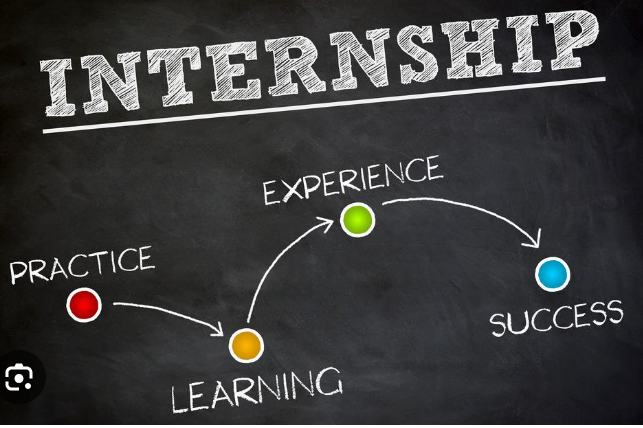 INTERNSHIP
EXPERIENCE
PRACTICE
SUCCESS
LEARNING